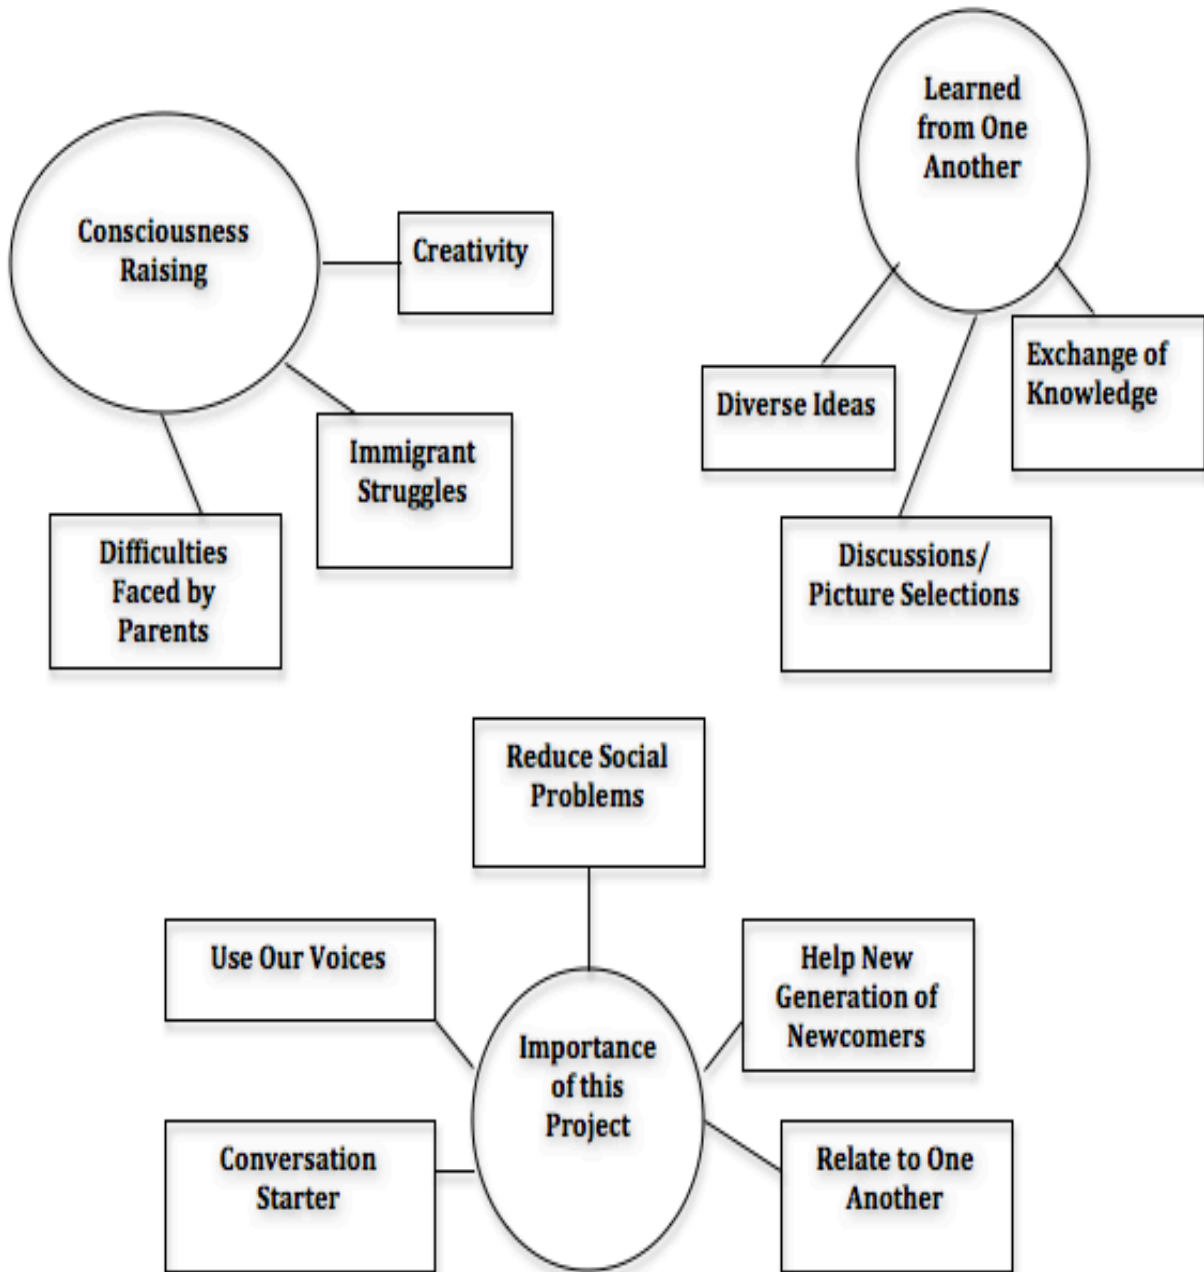 Consciousness
Raising
Creativity
Immigrant
Struggles
Difficulties
Faced by
Parents
Learned
from One
Another
Diverse Ideas
Exchange of
Knowledge
Discussions/
Picture Selections
Reduce Social
Problems
Use Our Voices
Help New
Generation of
Newcomers
Importance
of this
Project
Conversation
Starter
Relate to One
Another